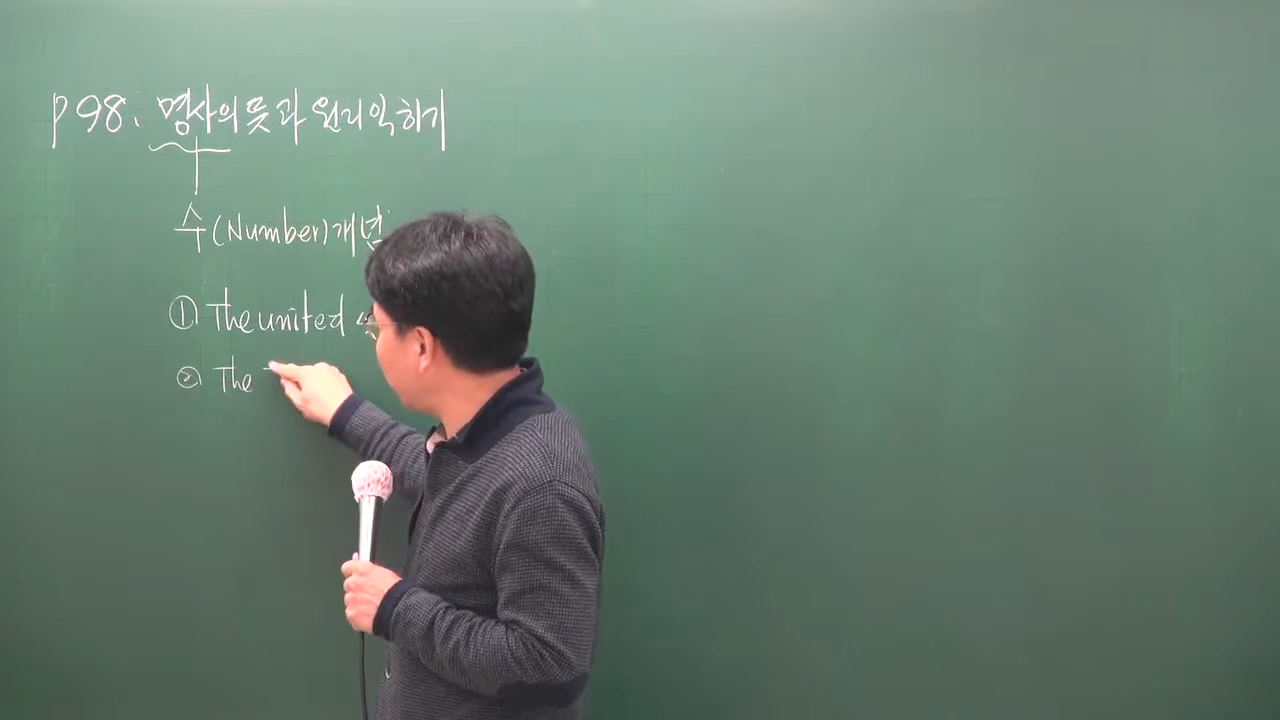 p 98. 명사의 뜻과 원리 익히기
수 (Number) 개념
① The united
② The